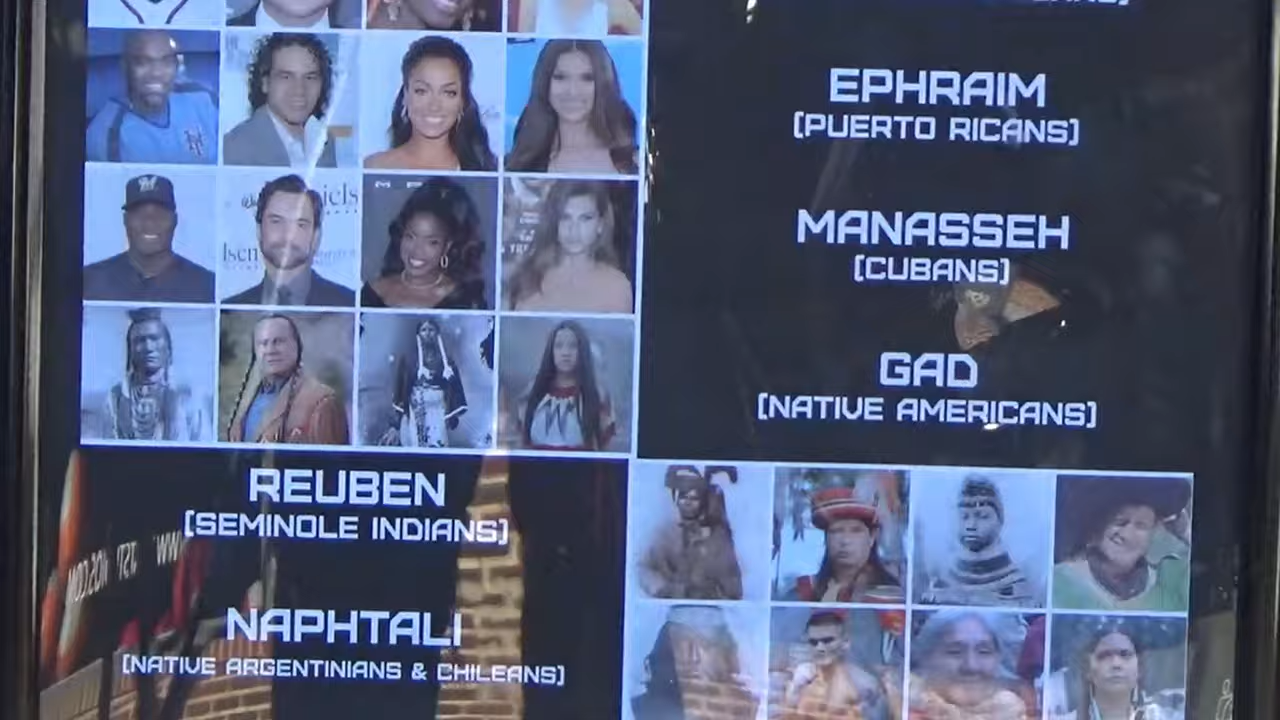 EPHRAIM
[PUERTO RICANS]
MANASSEH
[CUBANS]
GAD
[NATIVE AMERICANS]
REUBEN
[SEMINOLE INDIANS]
NAPHTALI
[NATIVE ARGENTINIANS & CHILEANS]